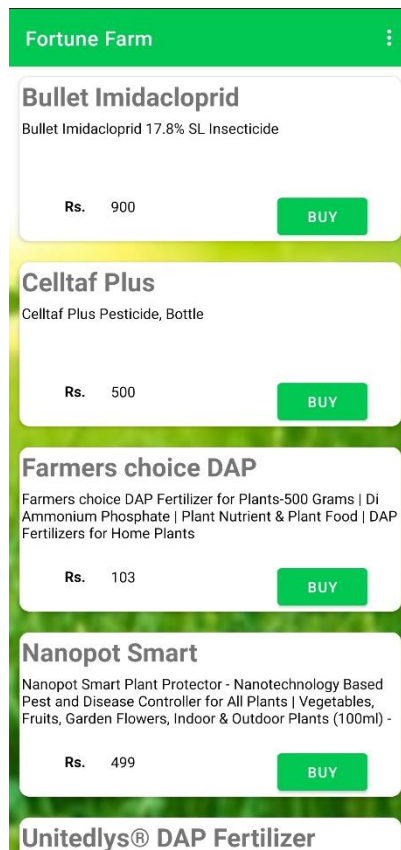 Fortune Farm
Bullet Imidacloprid
Bullet Imidacloprid 17.8% SL Insecticide
Rs. 900
BUY
Celltaf Plus
Celltaf Plus Pesticide, Bottle
Rs. 500
BUY
Farmers choice DAP
Farmers choice DAP Fertilizer for Plants-500 Grams | Di
Ammonium Phosphate | Plant Nutrient & Plant Food | DAP
Fertilizers for Home Plants
Rs. 103
BUY
Nanopot Smart
Nanopot Smart Plant Protector - Nanotechnology Based
Pest and Disease Controller for All Plants | Vegetables,
Fruits, Garden Flowers, Indoor & Outdoor Plants (100ml) -
Rs. 499
BUY
Unitedlys® DAP Fertilizer